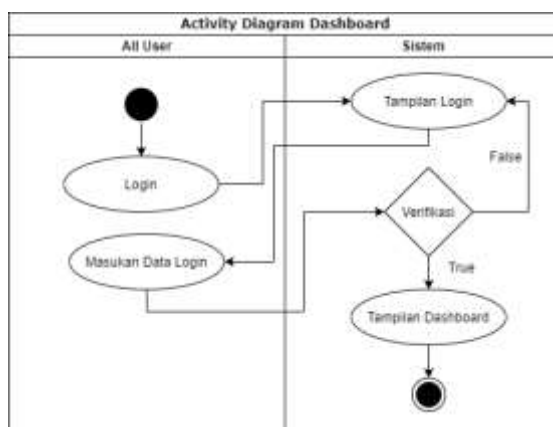 Activity Diagram Dashboard
All User
Sistem
Tampilan Login
False
Login
Verifikasi
Masukan Data Login
True
Tampilan Dashboard